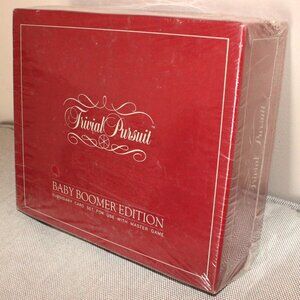 Trivial Pursuit
BABY BOOMER EDITION
SUBSIDIARY CARD SET FOR USE WITH MASTER GAME
Trivial Pursuit